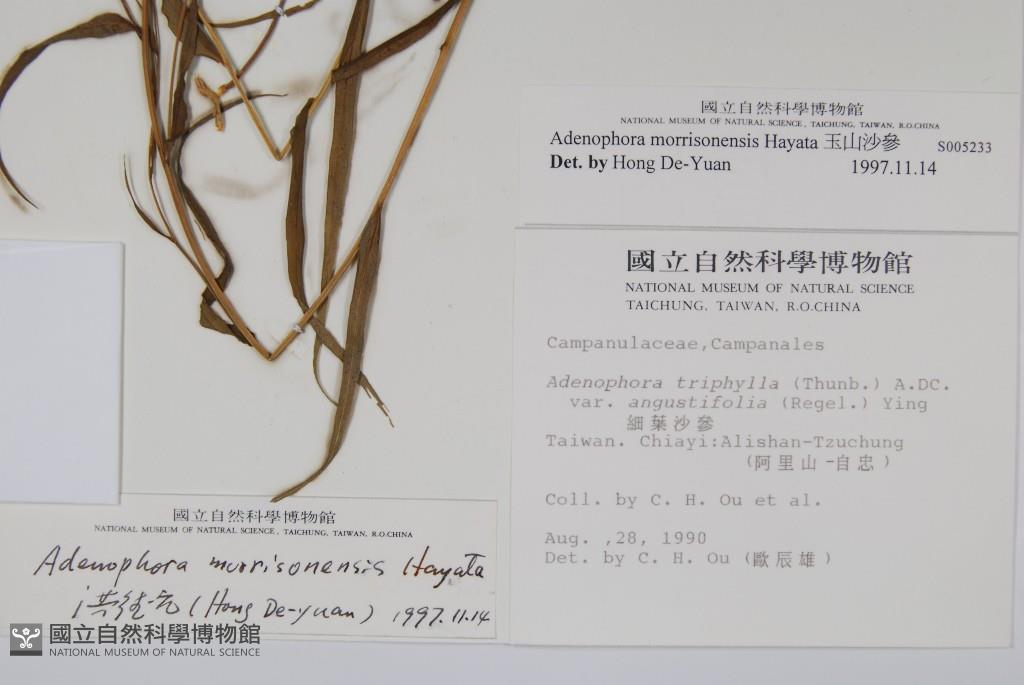 國立自然科學博物館
NATIONAL MUSEUM OF NATURAL SCIENCE, TAICHUNG, TAIWAN, R.O.CHINA
Adenophora morrisonensis Hayata 玉山沙參 S005233
Det. by Hong De-Yuan 1997.11.14
國立自然科學博物館
NATIONAL MUSEUM OF NATURAL SCIENCE
TAICHUNG, TAIWAN, R.O.CHINA
Campanulaceae,Campanales
Adenophora triphylla (Thunb.) A.DC.
var. angustifolia (Regel.) Ying
細葉沙參
Taiwan. Chiayi:Alishan-Tzuchung
(阿里山-自忠)
Coll. by C. H. Ou et al.
Aug. ,28, 1990
Det. by C. H. Ou (歐辰雄)
國立自然科學博物館
NATIONAL MUSEUM OF NATURAL SCIENCE, TAICHUNG, TAIWAN, R.O.CHINA
Adenophora morrisonensis Hayata
洪德元 (Hong De-yuan) 1997.11.14
國立自然科學博物館
NATIONAL MUSEUM OF NATURAL SCIENCE